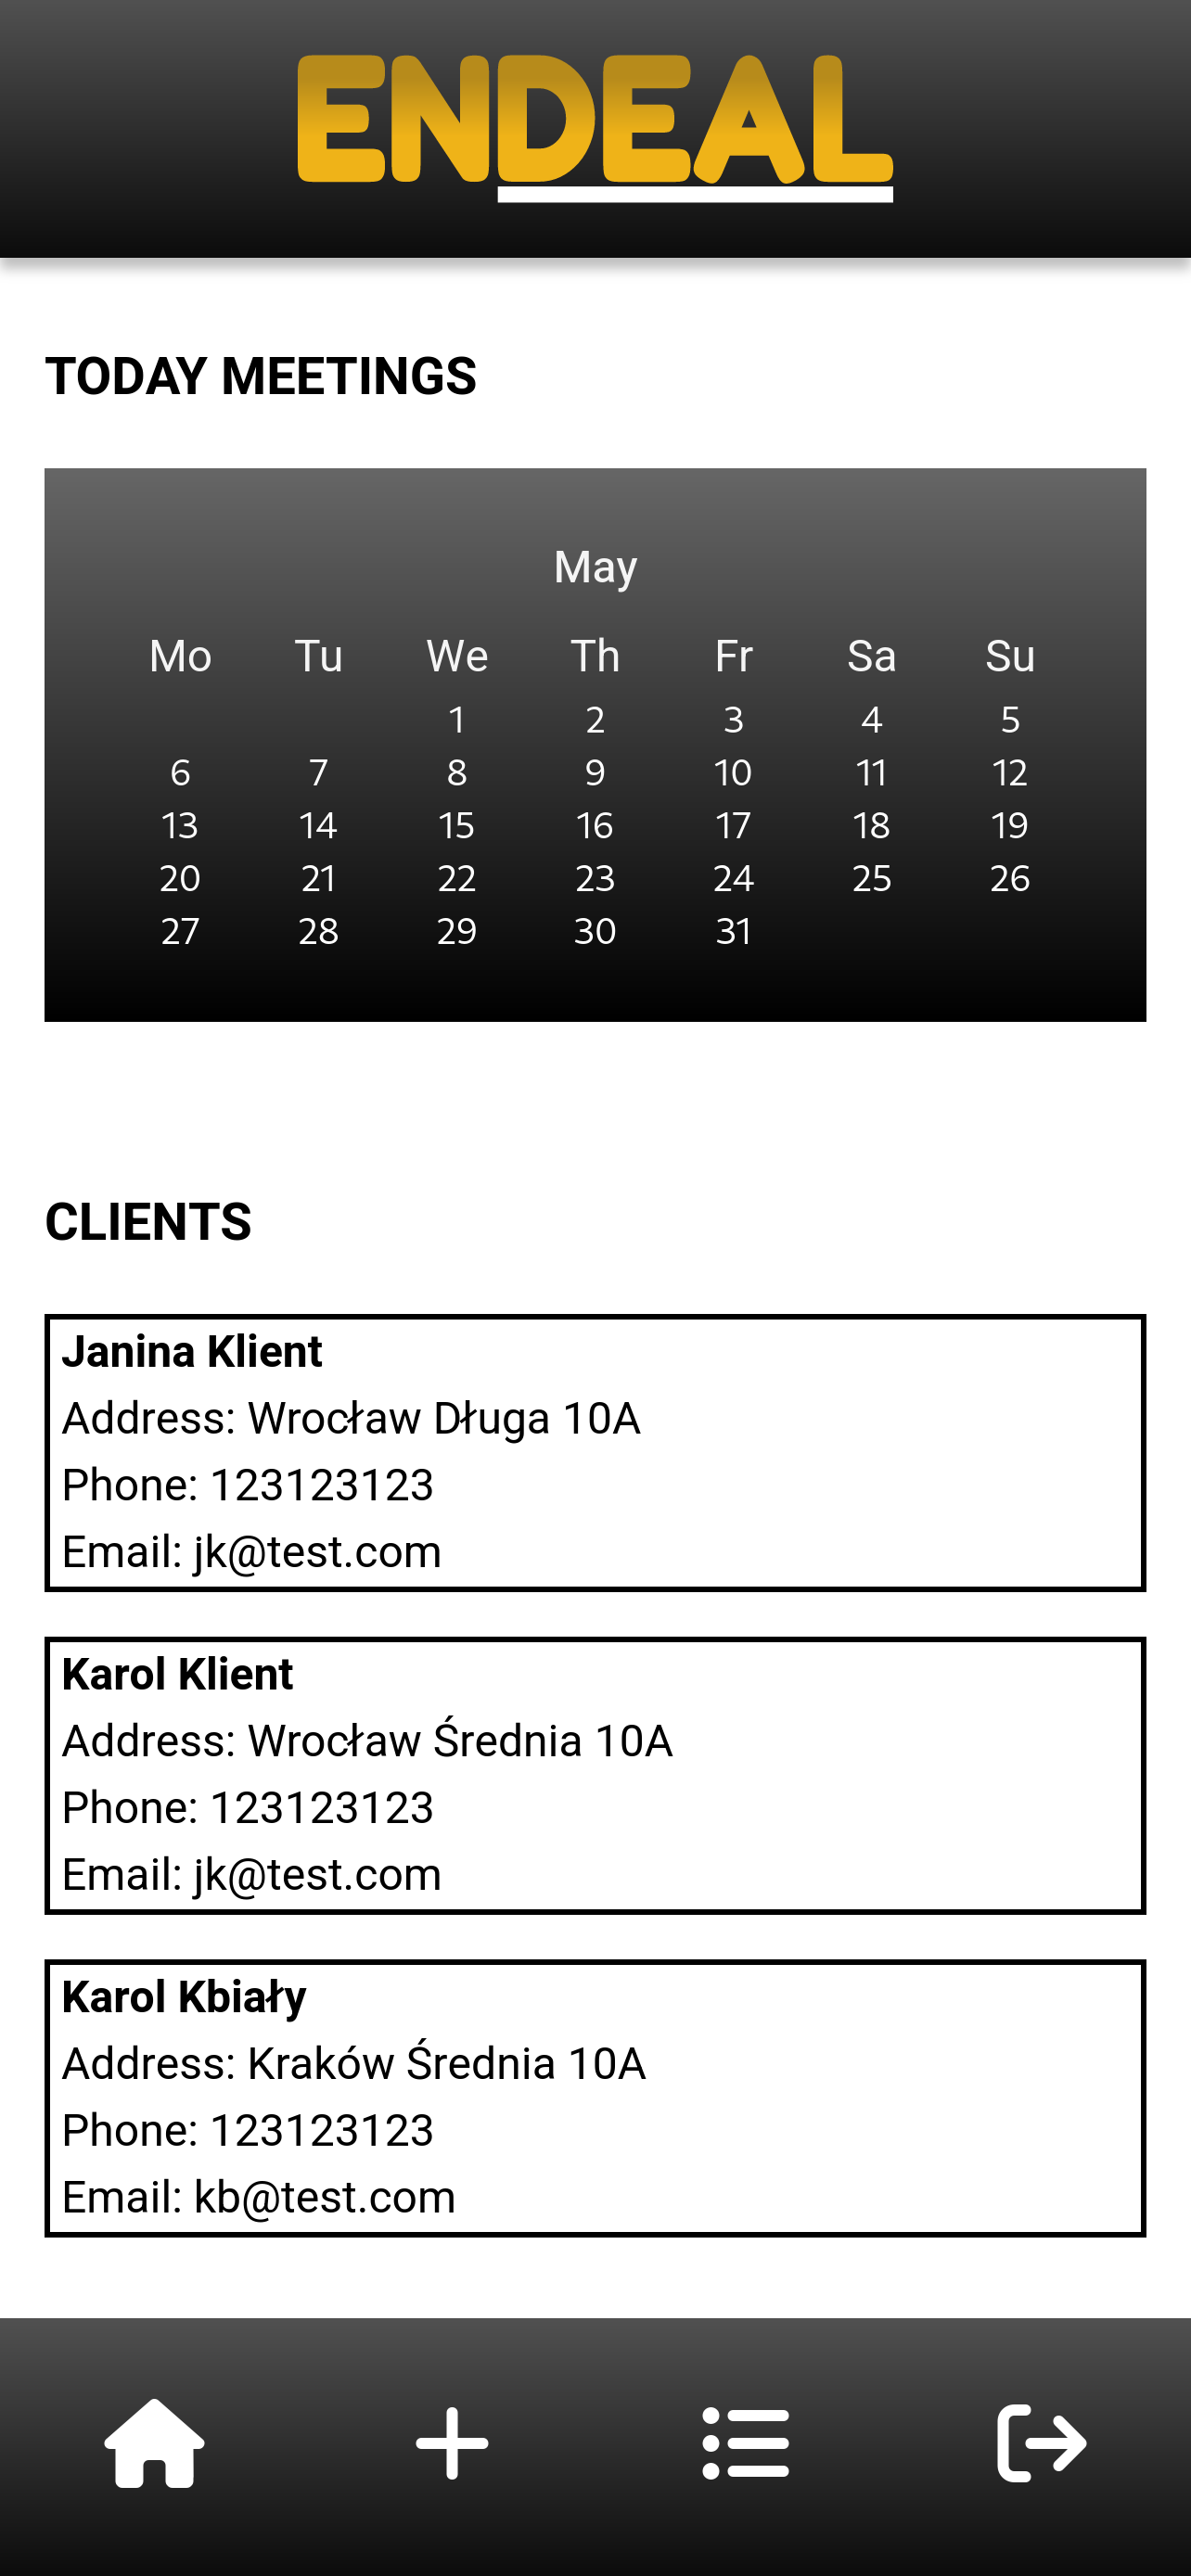 ENDEAL
TODAY MEETINGS
May
Mo Tu We Th Fr Sa Su
1 2 3 4 5
6 7 8 9 10 11 12
13 14 15 16 17 18 19
20 21 22 23 24 25 26
27 28 29 30 31
CLIENTS
Janina Klient
Address: Wrocław Długa 10A
Phone: 123123123
Email: jk@test.com
Karol Klient
Address: Wrocław Średnia 10A
Phone: 123123123
Email: jk@test.com
Karol Kbiały
Address: Kraków Średnia 10A
Phone: 123123123
Email: kb@test.com